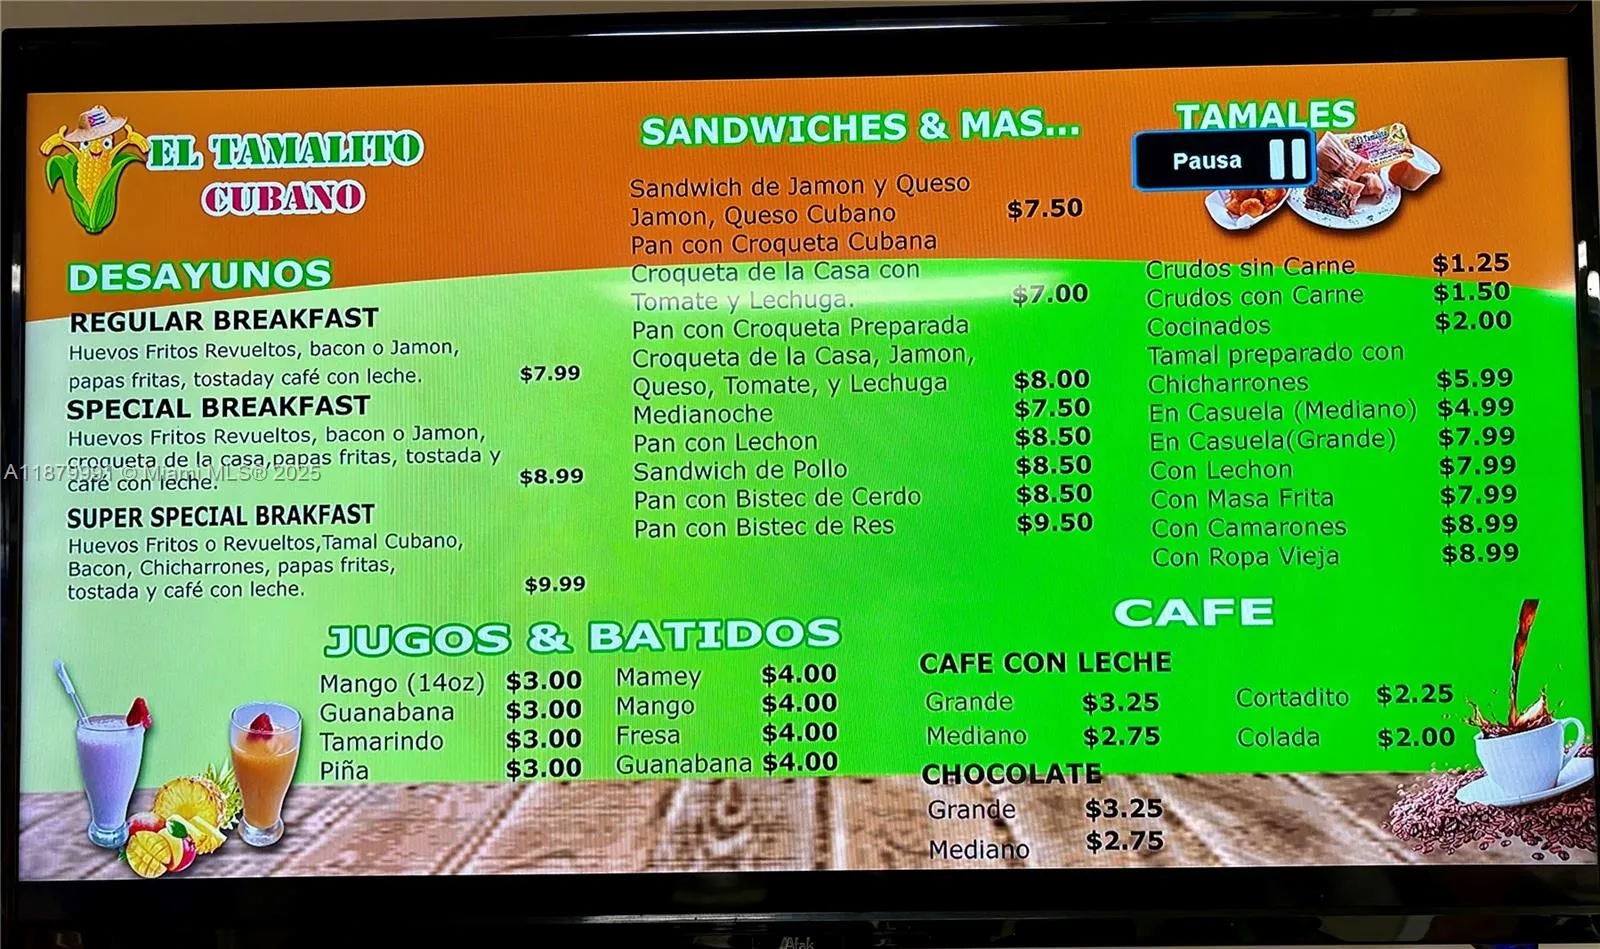 EL TAMALITO
CUBANO
DESAYUNOS
REGULAR BREAKFAST
Huevos Fritos Revueltos, bacon o Jamon,
papas fritas, tostaday café con leche. $7.99
SPECIAL BREAKFAST
Huevos Fritos Revueltos, bacon o Jamon,
croqueta de la casa,papas fritas, tostada y
café con leche. $8.99
SUPER SPECIAL BRAKFAST
Huevos Fritos o Revueltos,Tamal Cubano,
Bacon, Chicharrones, papas fritas,
tostada y café con leche. $9.99
SANDWICHES & MAS...
Sandwich de Jamon y Queso
Jamon, Queso Cubano $7.50
Pan con Croqueta Cubana
Croqueta de la Casa con
Tomate y Lechuga. $7.00
Pan con Croqueta Preparada
Croqueta de la Casa, Jamon,
Queso, Tomate, y Lechuga $8.00
Medianoche $7.50
Pan con Lechon $8.50
Sandwich de Pollo $8.50
Pan con Bistec de Cerdo $8.50
Pan con Bistec de Res $9.50
TAMALES
Pausa
Crudos sin Carne $1.25
Crudos con Carne $1.50
Cocinados $2.00
Tamal preparado con
Chicharrones $5.99
En Casuela (Mediano) $4.99
En Casuela(Grande) $7.99
Con Lechon $7.99
Con Masa Frita $7.99
Con Camarones $8.99
Con Ropa Vieja $8.99
JUGOS & BATIDOS
Mango (14oz) $3.00 Mamey $4.00
Guanabana $3.00 Mango $4.00
Tamarindo $3.00 Fresa $4.00
Piña $3.00 Guanabana $4.00
CAFE
CAFE CON LECHE
Grande $3.25 Cortadito $2.25
Mediano $2.75 Colada $2.00
CHOCOLATE
Grande $3.25
Mediano $2.75
© Miami MLS® 2025